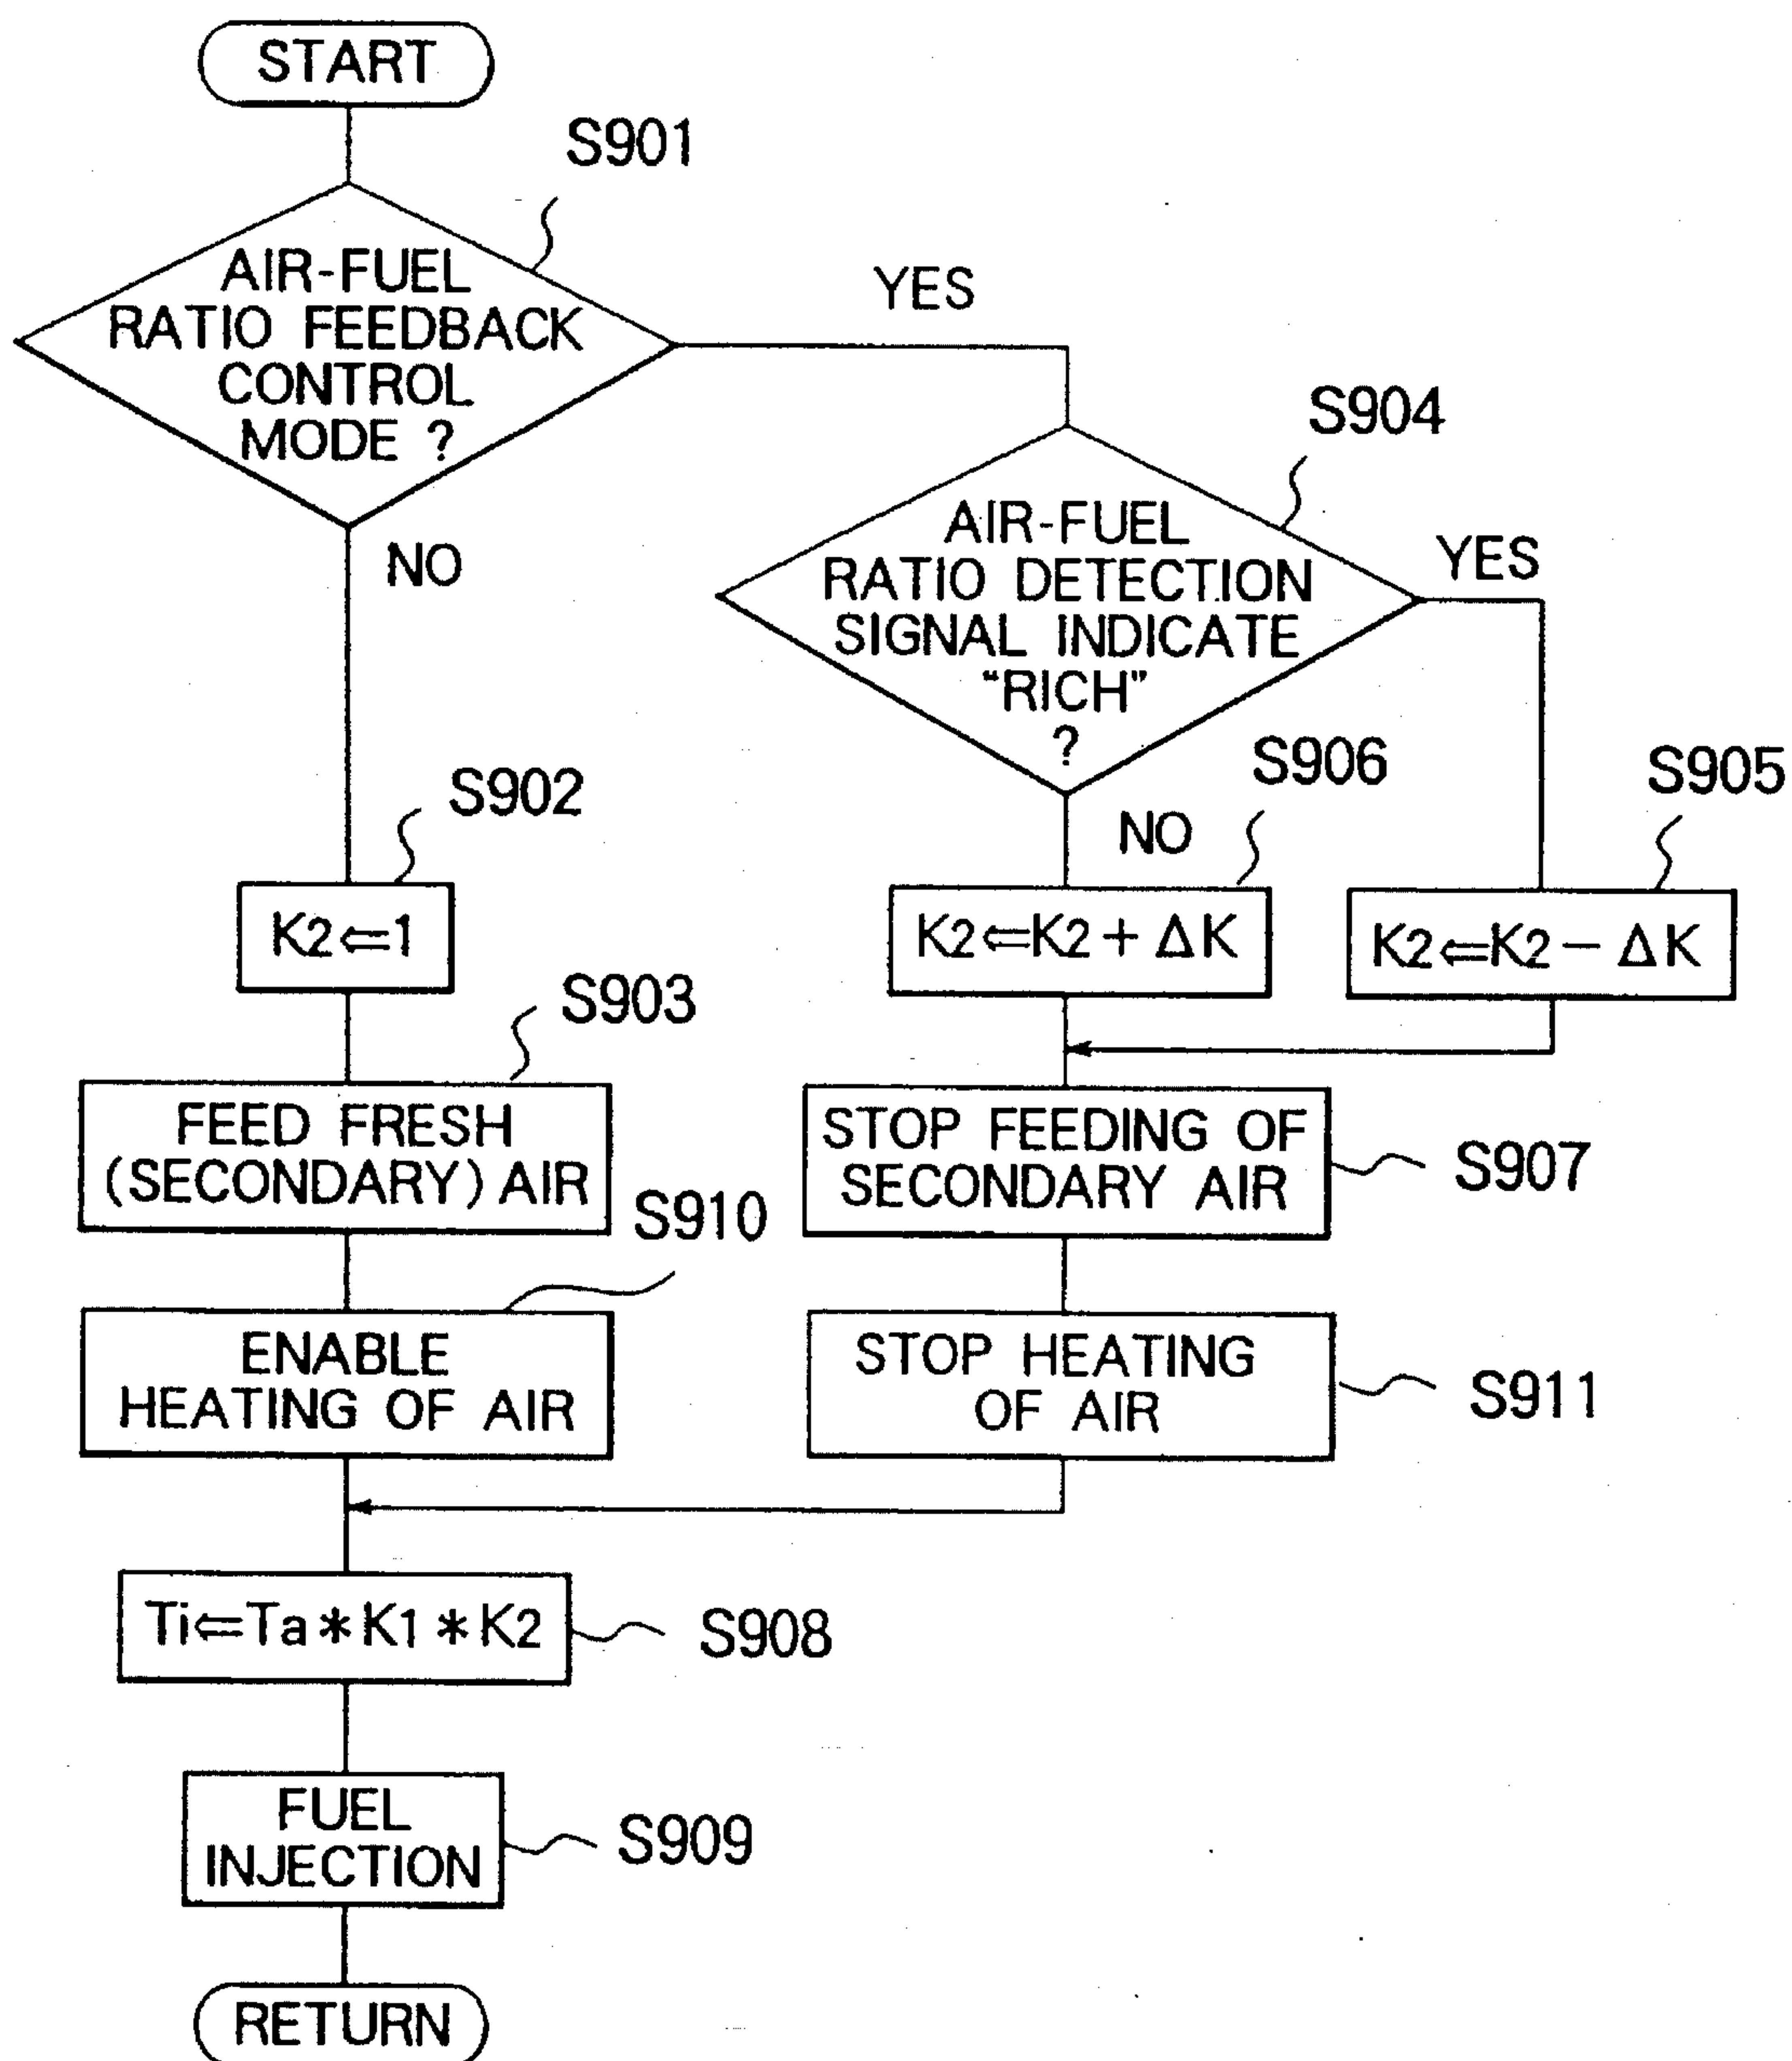 START
S901
AIR-FUEL
RATIO FEEDBACK
CONTROL
MODE ?
YES
NO
S904
AIR-FUEL
RATIO DETECTION
SIGNAL INDICATE
“RICH”
?
YES
NO
S906
S905
S902
K2⇐1
K2⇐K2 + ΔK
K2⇐K2 − ΔK
S903
FEED FRESH
(SECONDARY) AIR
STOP FEEDING OF
SECONDARY AIR
S907
S910
ENABLE
HEATING OF AIR
STOP HEATING
OF AIR
S911
Ti⇐Ta * K1 * K2
S908
FUEL
INJECTION
S909
RETURN